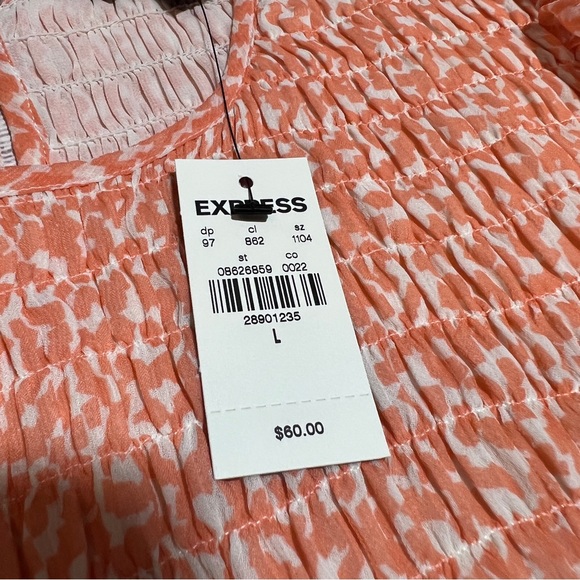 EXPRESS
dp cl sz
97 862 1104
st co
08626859 0022
28901235
L
$60.00